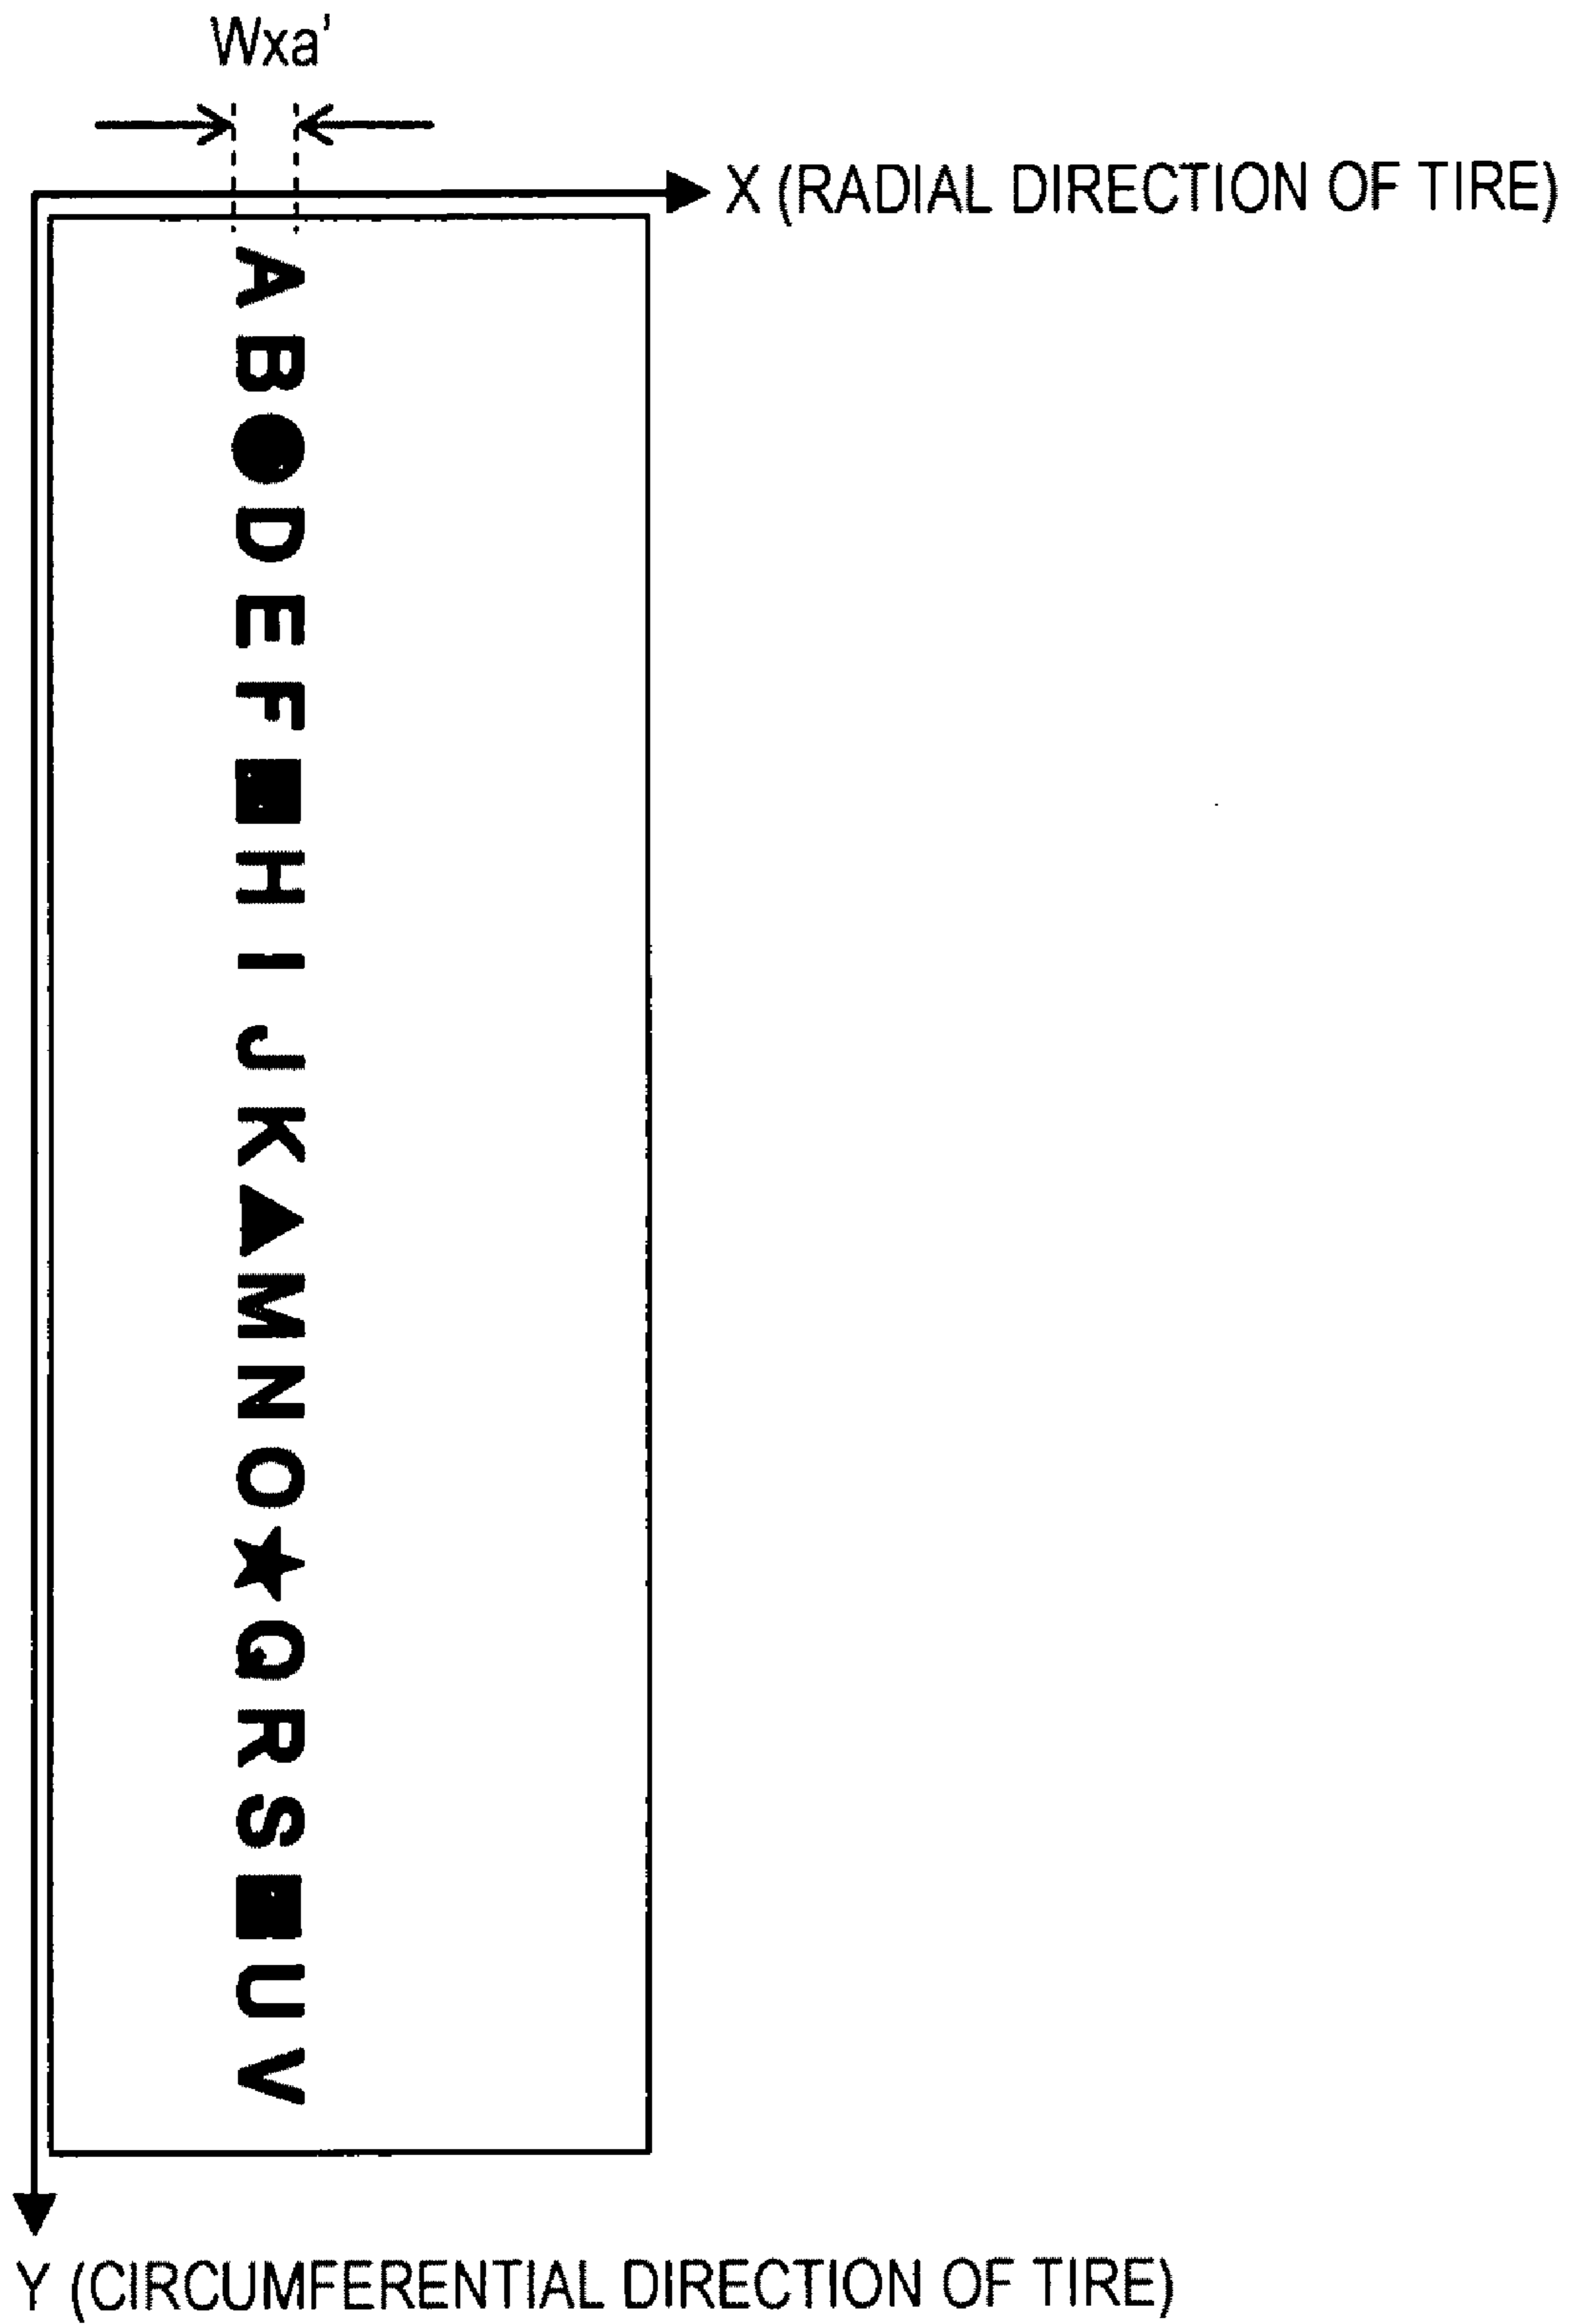 Wxa'
X (RADIAL DIRECTION OF TIRE)
AB●DEF■HIJK▲MNO★QRS■UV
Y (CIRCUMFERENTIAL DIRECTION OF TIRE)